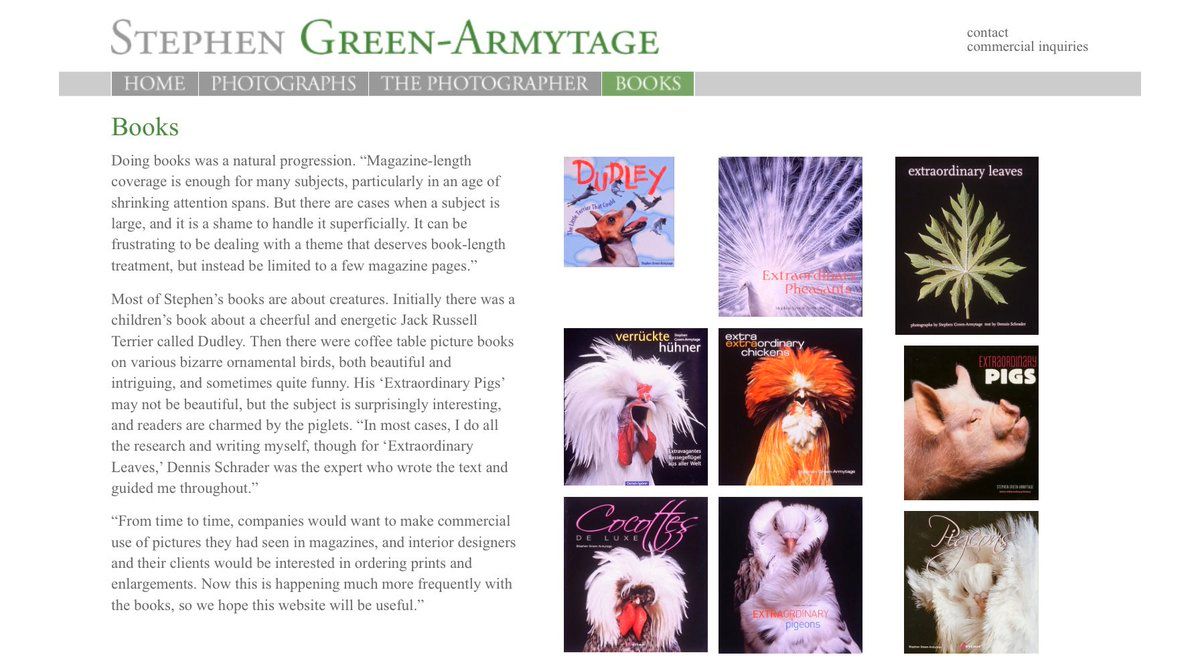 STEPHEN GREEN-ARMYTAGE
contact
commercial inquiries
HOME
PHOTOGRAPHS
THE PHOTOGRAPHER
BOOKS
Books
Doing books was a natural progression. “Magazine-length
coverage is enough for many subjects, particularly in an age of
shrinking attention spans. But there are cases when a subject is
large, and it is a shame to handle it superficially. It can be
frustrating to be dealing with a theme that deserves book-length
treatment, but instead be limited to a few magazine pages.”
Most of Stephen’s books are about creatures. Initially there was a
children’s book about a cheerful and energetic Jack Russell
Terrier called Dudley. Then there were coffee table picture books
on various bizarre ornamental birds, both beautiful and
intriguing, and sometimes quite funny. His ‘Extraordinary Pigs’
may not be beautiful, but the subject is surprisingly interesting,
and readers are charmed by the piglets. “In most cases, I do all
the research and writing myself, though for ‘Extraordinary
Leaves,’ Dennis Schrader was the expert who wrote the text and
guided me throughout.”
“From time to time, companies would want to make commercial
use of pictures they had seen in magazines, and interior designers
and their clients would be interested in ordering prints and
enlargements. Now this is happening much more frequently with
the books, so we hope this website will be useful.”
DUDLEY
The Little Terrier That Could
Stephen Green-Armytage
Extraordinary
Pheasants
extraordinary leaves
photographs by Stephen Green-Armytage text by Dennis Schrader
verrückte
hühner
Stephen
Green-Armytage
Extravagantes
Rassegeflügel
aus aller Welt
extra
extraordinary
chickens
Stephen Green-Armytage
EXTRAORDINARY
PIGS
STEPHEN GREEN-ARMYTAGE
Cocottes
DE LUXE
Stephen Green-Armytage
EXTRAORDINARY
pigeons
Pigeons
Stephen Green-Armytage